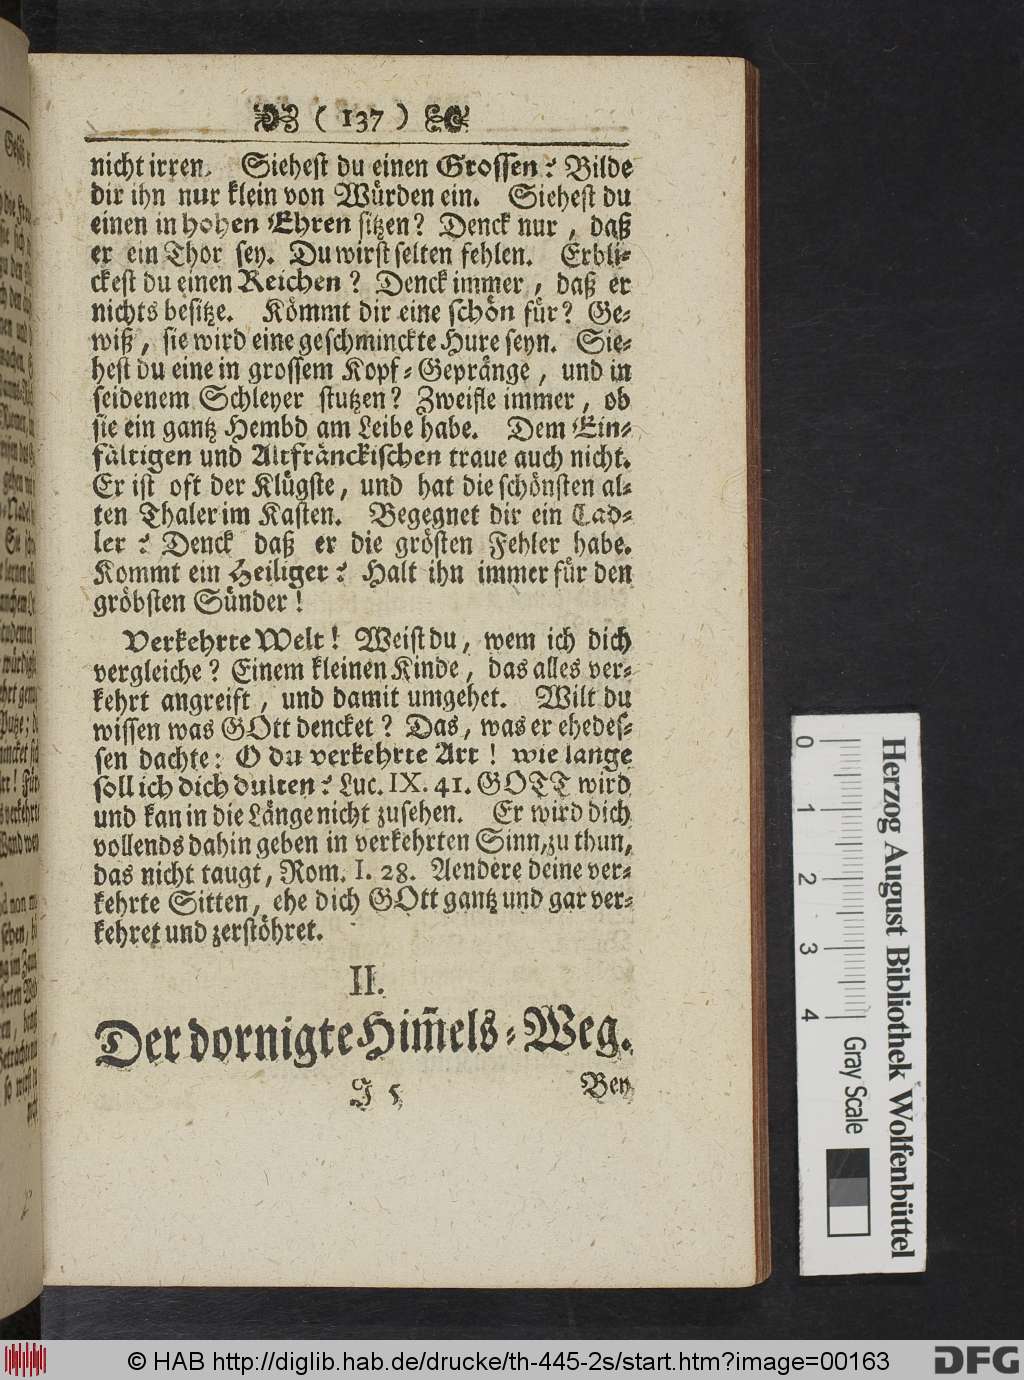 ( 137 )
nicht irren. Siehest du einen Grossen? Bilde
dir ihn nur klein von Würden ein. Siehest du
einen in hohen Ehren sitzen? Denck nur, daß
er ein Thor sey. Du wirst selten fehlen. Erbli-
ckest du einen Reichen? Denck immer, daß er
nichts besitze. Kömmt dir eine schön für? Ge-
wiß, sie wird eine geschminckte Hure seyn. Sie-
hest du eine in grossem Kopf-Gepränge, und in
seidenem Schleyer stutzen? Zweifle immer, ob
sie ein gantz Hembd am Leibe habe. Dem Ein-
fältigen und Altfränckischen traue auch nicht.
Er ist oft der Klügste, und hat die schönsten al-
ten Thaler im Kasten. Begegnet dir ein Tad-
ler? Denck daß er die grösten Fehler habe.
Kommt ein Heiliger? Halt ihn immer für den
gröbsten Sünder!
Verkehrte Welt! Weist du, wem ich dich
vergleiche? Einem kleinen Kinde, das alles ver-
kehrt angreift, und damit umgehet. Wilt du
wissen was GOtt dencket? Das, was er ehedes-
sen dachte: O du verkehrte Art! wie lange
soll ich dich dulten? Luc. IX. 41. GOTT wird
und kan in die Länge nicht zusehen. Er wird dich
vollends dahin geben in verkehrten Sinn, zu thun,
das nicht taugt, Rom. I. 28. Aendere deine ver-
kehrte Sitten, ehe dich GOtt gantz und gar ver-
kehret und zerstöhret.
II.
Der dornigte Him̄els-Weg.
J 5 Bey
0 1 2 3 4 Gray Scale
Herzog August Bibliothek Wolfenbüttel
© HAB http://diglib.hab.de/drucke/th-445-2s/start.htm?image=00163
DFG